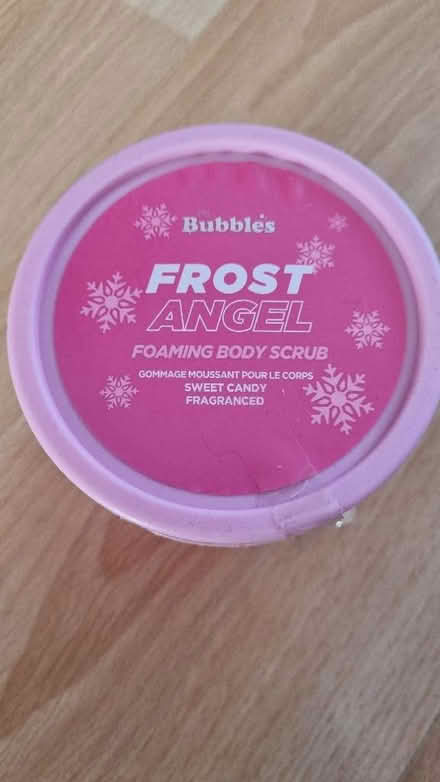 Bubbles
FROST
ANGEL
FOAMING BODY SCRUB
GOMMAGE MOUSSANT POUR LE CORPS
SWEET CANDY
FRAGRANCED